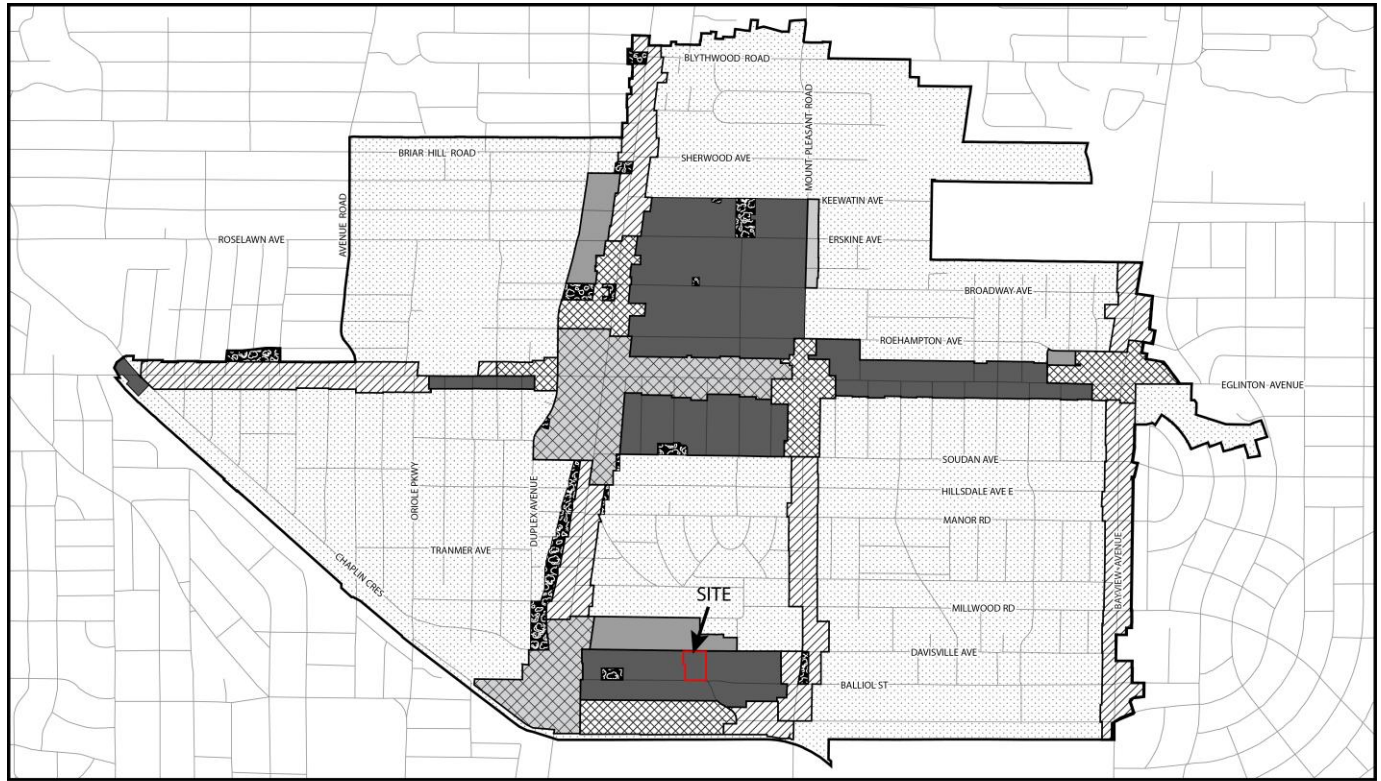 BLYTHWOOD ROAD
MOUNT PLEASANT ROAD
BRIAR HILL ROAD
SHERWOOD AVE
AVENUE ROAD
KEEWATIN AVE
ROSELAWN AVE
ERSKINE AVE
BROADWAY AVE
ROEHAMPTON AVE
EGLINTON AVENUE
SOUDAN AVE
ORIOLE PKWY
DUPLEX AVENUE
HILLSDALE AVE E
MANOR RD
TRANMER AVE
CHAPLIN CRES
BAYVIEW AVENUE
SITE
MILLWOOD RD
DAVISVILLE AVE
BALLIOL ST